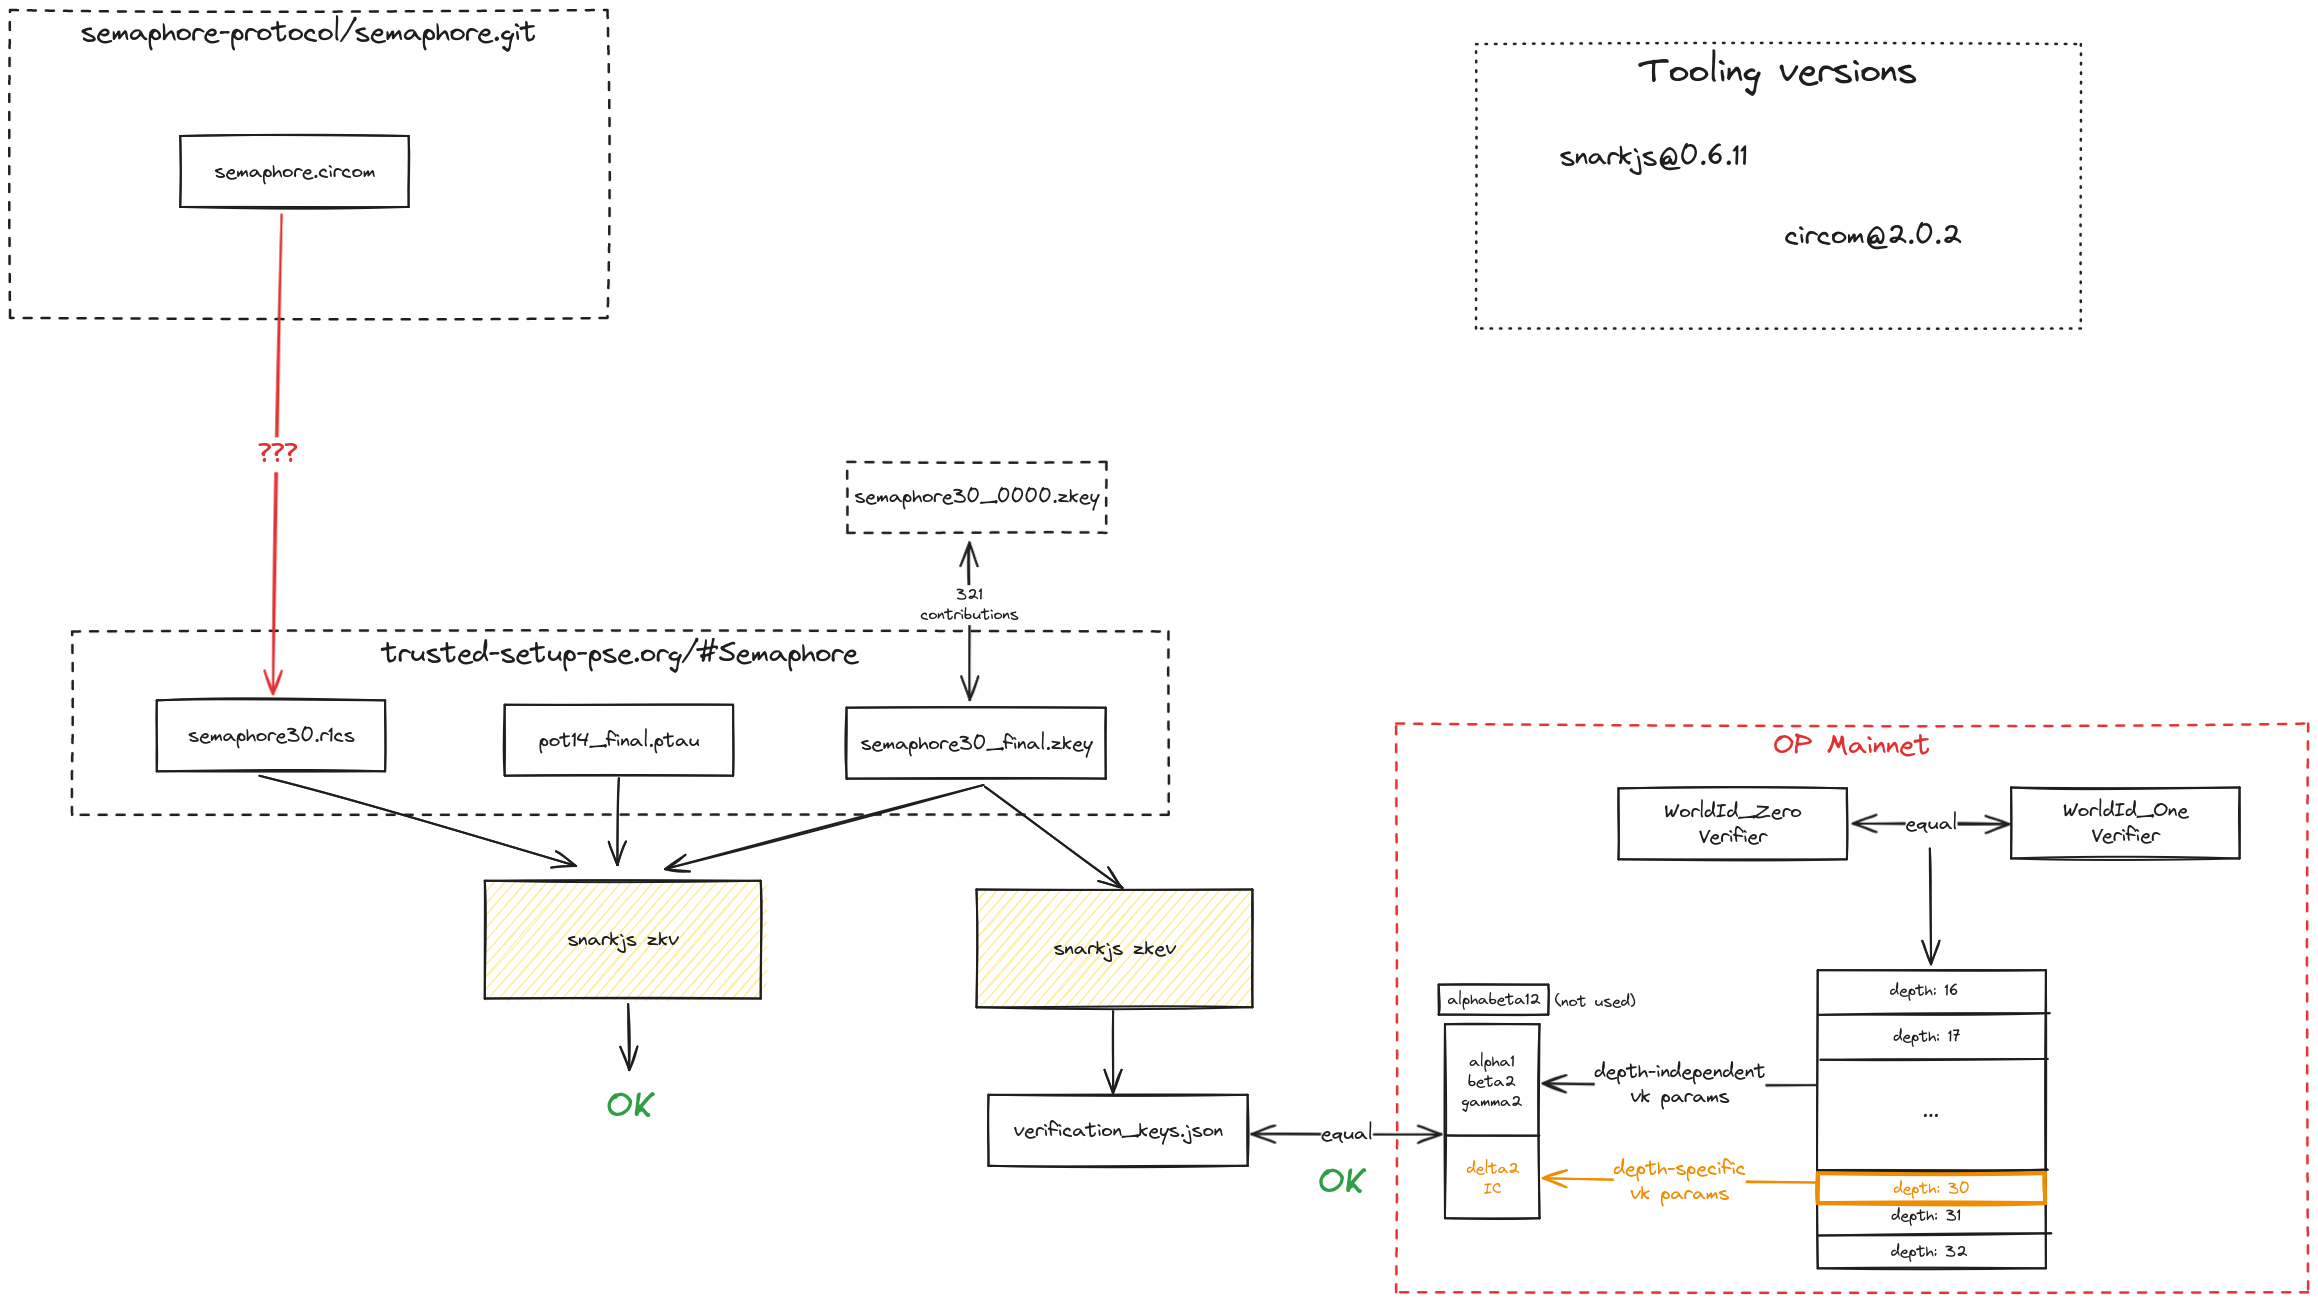 semaphore-protocol/semaphore.git
semaphore.circom
Tooling versions
snarkjs@0.6.11
circom@2.0.2
???
semaphore30_0000.zkey
321
contributions
trusted-setup-pse.org/#Semaphore
semaphore30.r1cs
pot14_final.ptau
semaphore30_final.zkey
snarkjs zkv
OK
snarkjs zkev
verification_keys.json
equal
OK
OP Mainnet
WorldId_Zero
Verifier
equal
WorldId_One
Verifier
alphabeta12
(not used)
alpha1
beta2
gamma2
delta2
IC
depth-independent
vk params
depth-specific
vk params
depth: 16
depth: 17
...
depth: 30
depth: 31
depth: 32